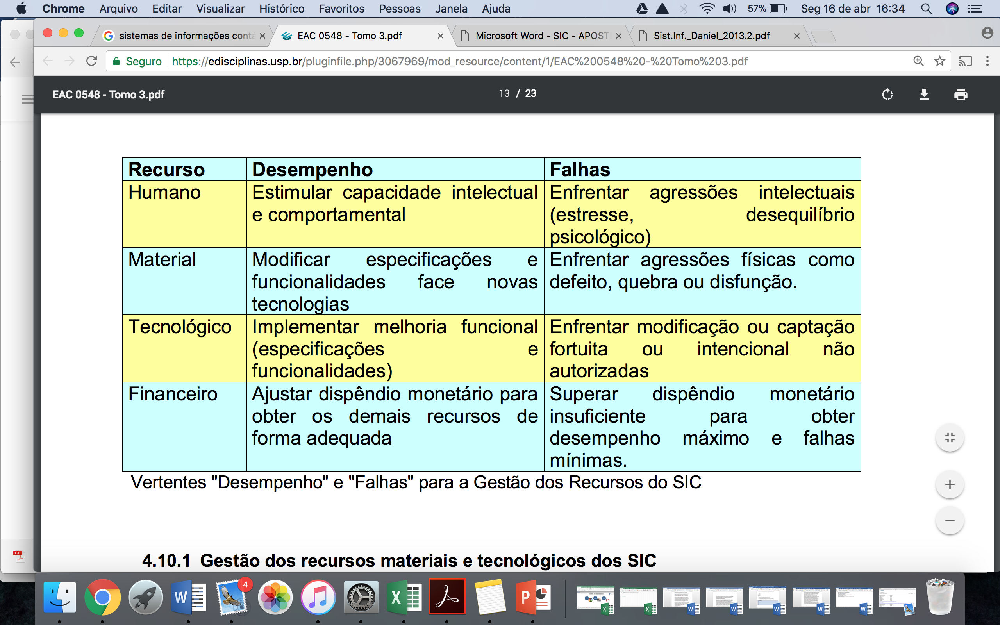 Chrome Arquivo Editar Visualizar Histórico Favoritos Pessoas Janela Ajuda 57% Seg 16 de abr 16:34
sistemas de informações contá EAC 0548 - Tomo 3.pdf Microsoft Word - SIC - APOSTI Sist.Inf._Daniel_2013.2.pdf
Seguro https://edisciplinas.usp.br/pluginfile.php/3067969/mod_resource/content/1/EAC%200548%20-%20Tomo%203.pdf
EAC 0548 - Tomo 3.pdf 13 / 23
Recurso Desempenho Falhas
Humano Estimular capacidade intelectual Enfrentar agressões intelectuais
e comportamental (estresse, desequilíbrio
psicológico)
Material Modificar especificações e Enfrentar agressões físicas como
funcionalidades face novas defeito, quebra ou disfunção.
tecnologias
Tecnológico Implementar melhoria funcional Enfrentar modificação ou captação
(especificações e fortuita ou intencional não
funcionalidades) autorizadas
Financeiro Ajustar dispêndio monetário para Superar dispêndio monetário
obter os demais recursos de insuficiente para obter
forma adequada desempenho máximo e falhas
mínimas.
Vertentes "Desempenho" e "Falhas" para a Gestão dos Recursos do SIC
4.10.1 Gestão dos recursos materiais e tecnológicos dos SIC
PDF
W 4 X P X X W W W W W